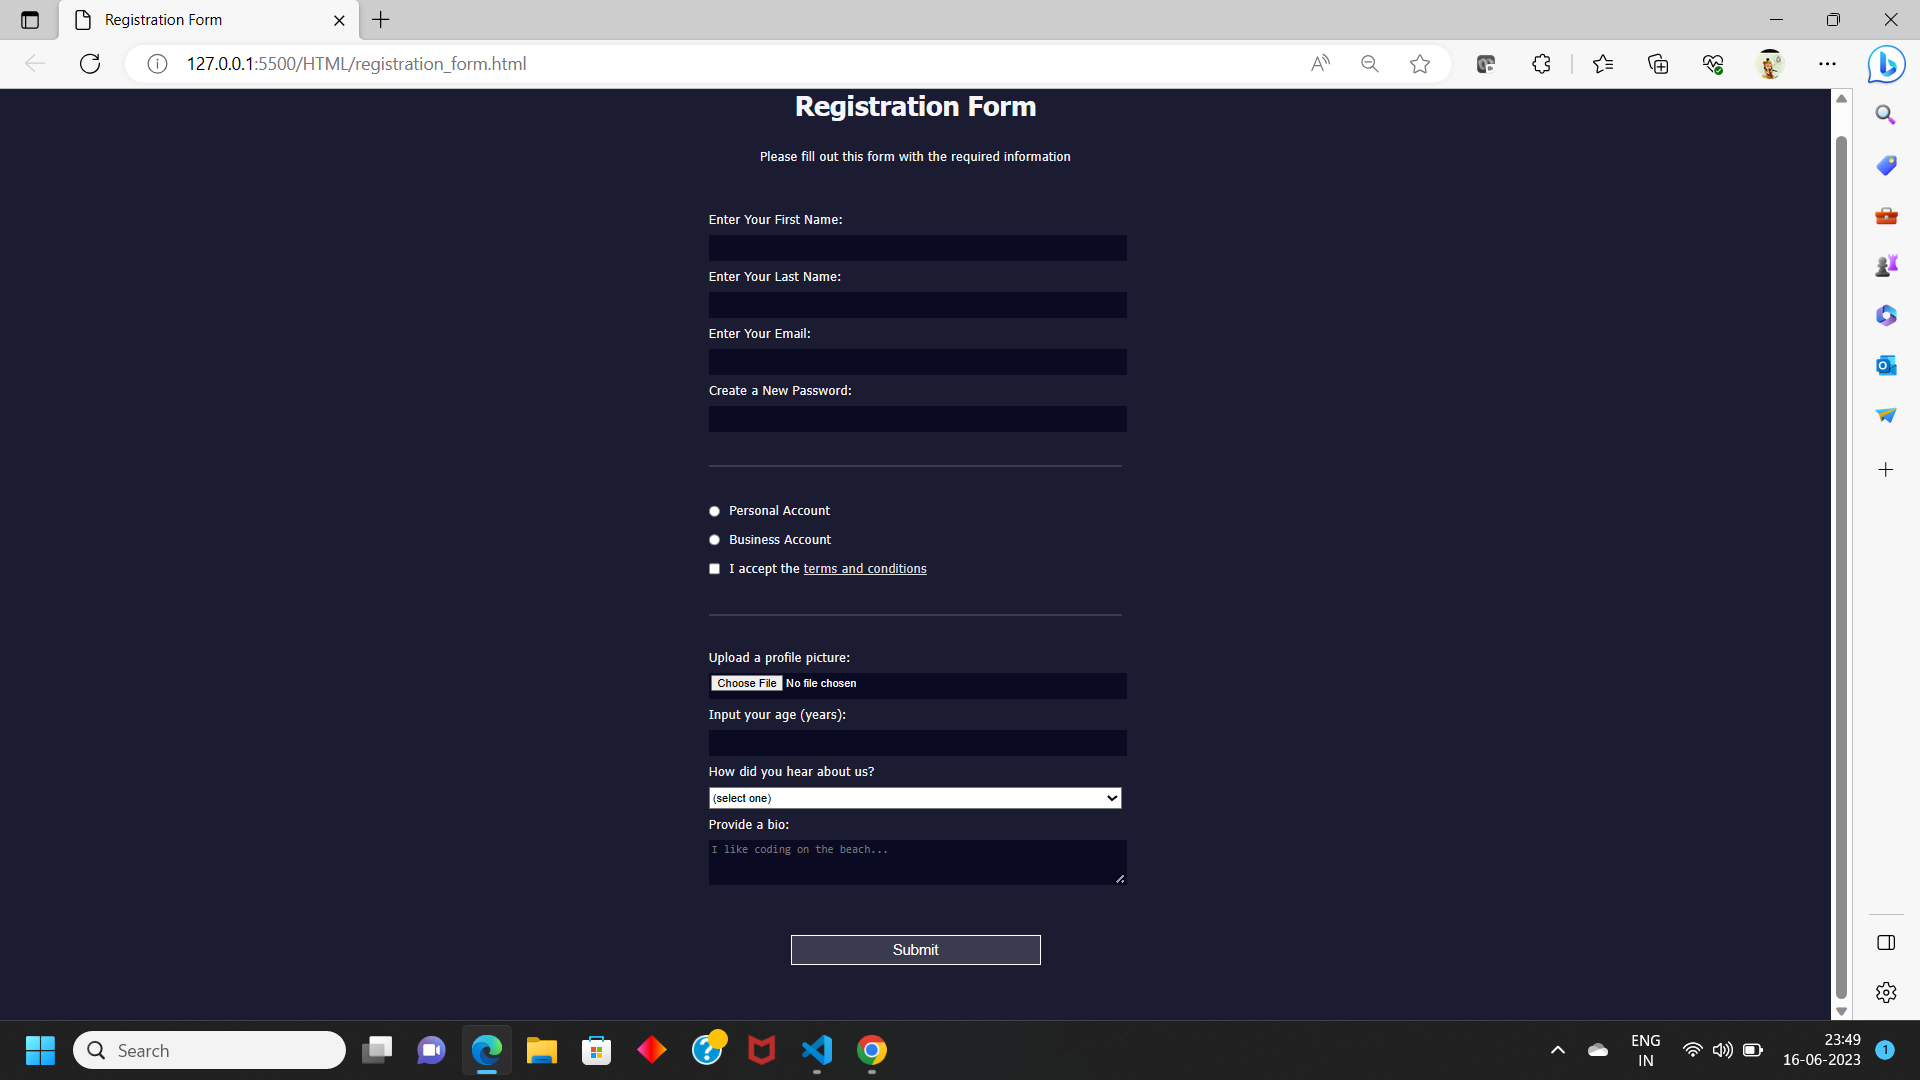 Registration Form
127.0.0.1:5500/HTML/registration_form.html
Registration Form
Please fill out this form with the required information
Enter Your First Name:
Enter Your Last Name:
Enter Your Email:
Create a New Password:
Personal Account
Business Account
I accept the terms and conditions
Upload a profile picture:
Choose File No file chosen
Input your age (years):
How did you hear about us?
(select one)
Provide a bio:
I like coding on the beach...
Submit
Search
ENG
IN
23:49
16-06-2023
1